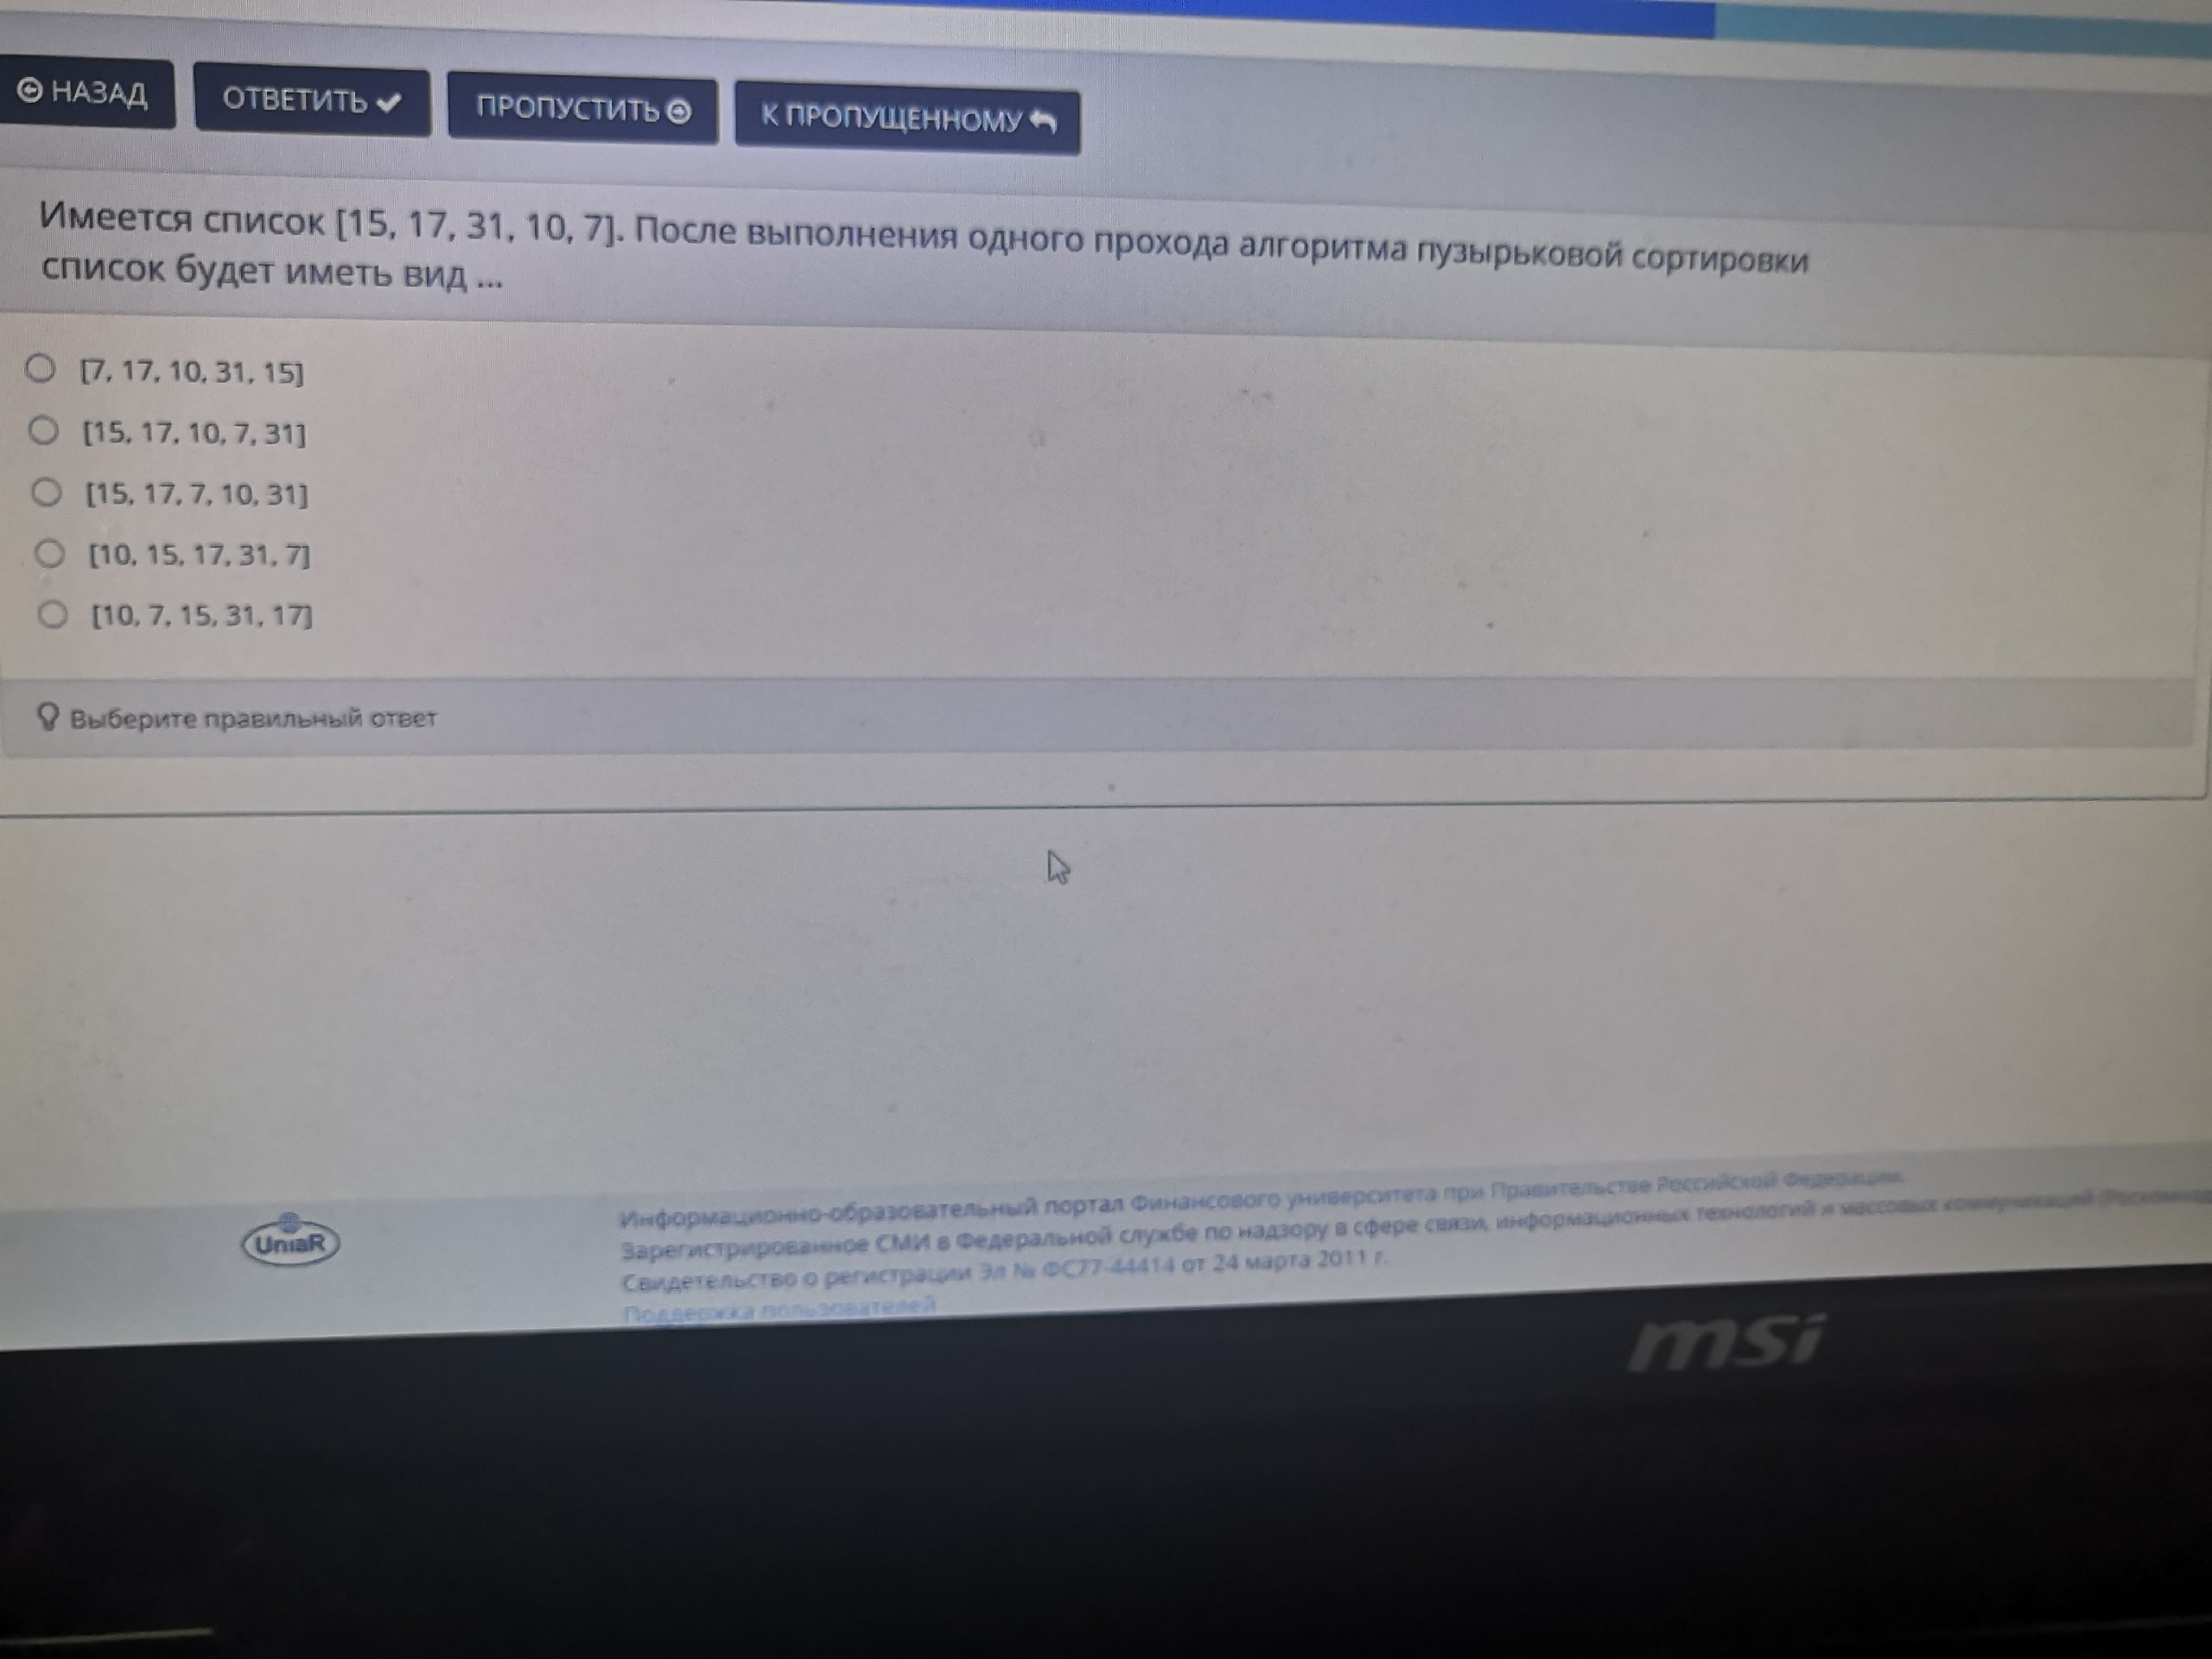 НАЗАД
ОТВЕТИТЬ
ПРОПУСТИТЬ
К ПРОПУЩЕННОМУ
Имеется список [15, 17, 31, 10, 7]. После выполнения одного прохода алгоритма пузырьковой сортировки
список будет иметь вид ...
[7, 17, 10, 31, 15]
[15, 17, 10, 7, 31]
[15, 17, 7, 10, 31]
[10, 15, 17, 31, 7]
[10, 7, 15, 31, 17]
Выберите правильный ответ
UniaR
Информационно-образовательный портал Финансового университета при Правительстве Российской Федерации.
Зарегистрированное СМИ в Федеральной службе по надзору в сфере связи, информационных технологий и массовых коммуникаций
Свидетельство о регистрации Эл № ФС77-44414 от 24 марта 2011 г.
Поддержка пользователей
msi